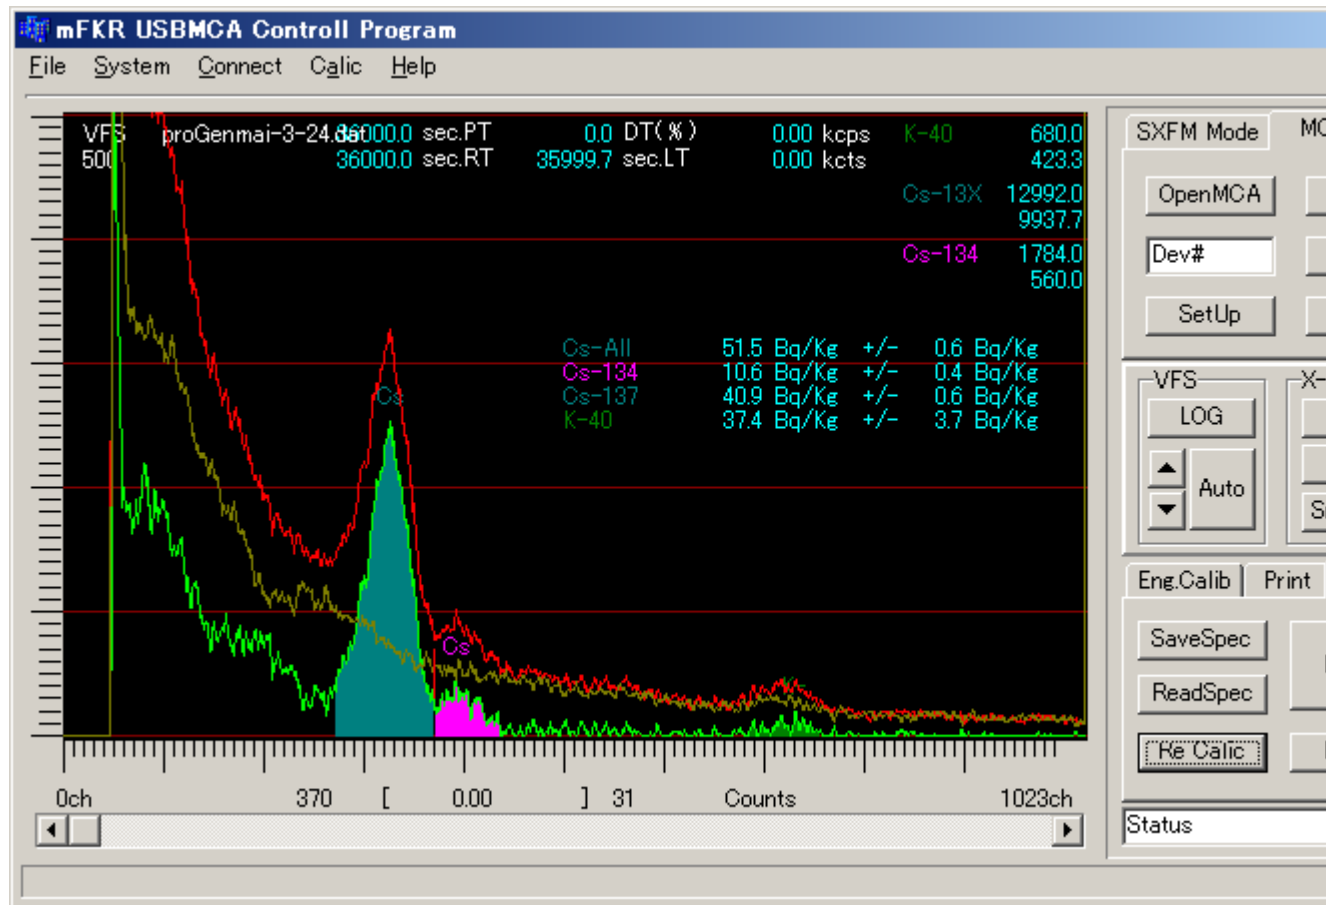 mFKR USBMCA Controll Program
File System Connect Calic Help
VFS proGenmai-3-24.dat 36000.0 sec.PT 0.0 DT(%) 0.00 kcps K-40 680.0
500 36000.0 sec.RT 35999.7 sec.LT 0.00 kcts 423.3
Cs-13X 12992.0
9937.7
Cs-134 1784.0
560.0
Cs-All 51.5 Bq/Kg +/- 0.6 Bq/Kg
Cs-134 10.6 Bq/Kg +/- 0.4 Bq/Kg
Cs-137 40.9 Bq/Kg +/- 0.6 Bq/Kg
K-40 37.4 Bq/Kg +/- 3.7 Bq/Kg
Cs
Cs
K-
0ch 370 [ 0.00 ] 31 Counts 1023ch
SXFM Mode MC
OpenMCA
Dev#
SetUp
VFS X-
LOG
Auto
Eng.Calib Print
SaveSpec
ReadSpec
Re Calic
Status